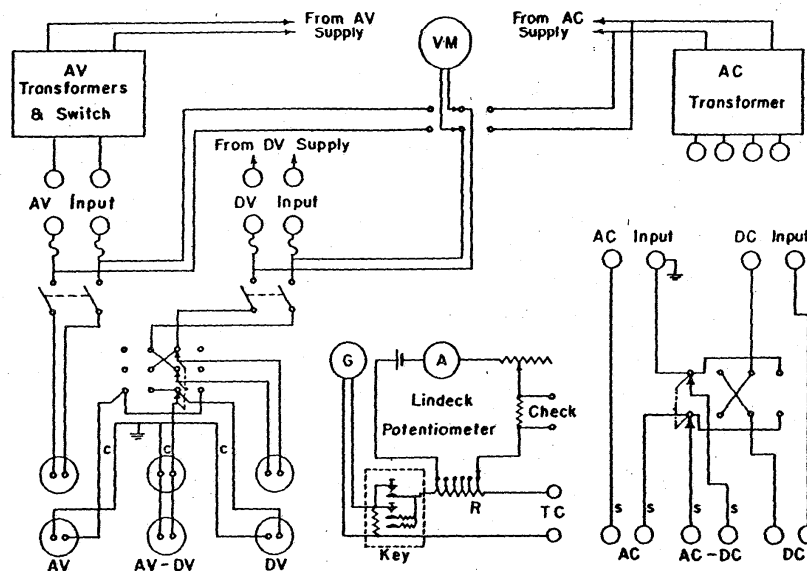 From AV
Supply
V·M
From AC
Supply
AV
Transformers
& Switch
AC
Transformer
From DV Supply
AV Input
DV Input
AC Input
DC Input
G
A
Lindeck
Potentiometer
Check
C
C
C
R
TC
Key
S
S
S
S
AV
AV-DV
DV
AC
AC-DC
DC